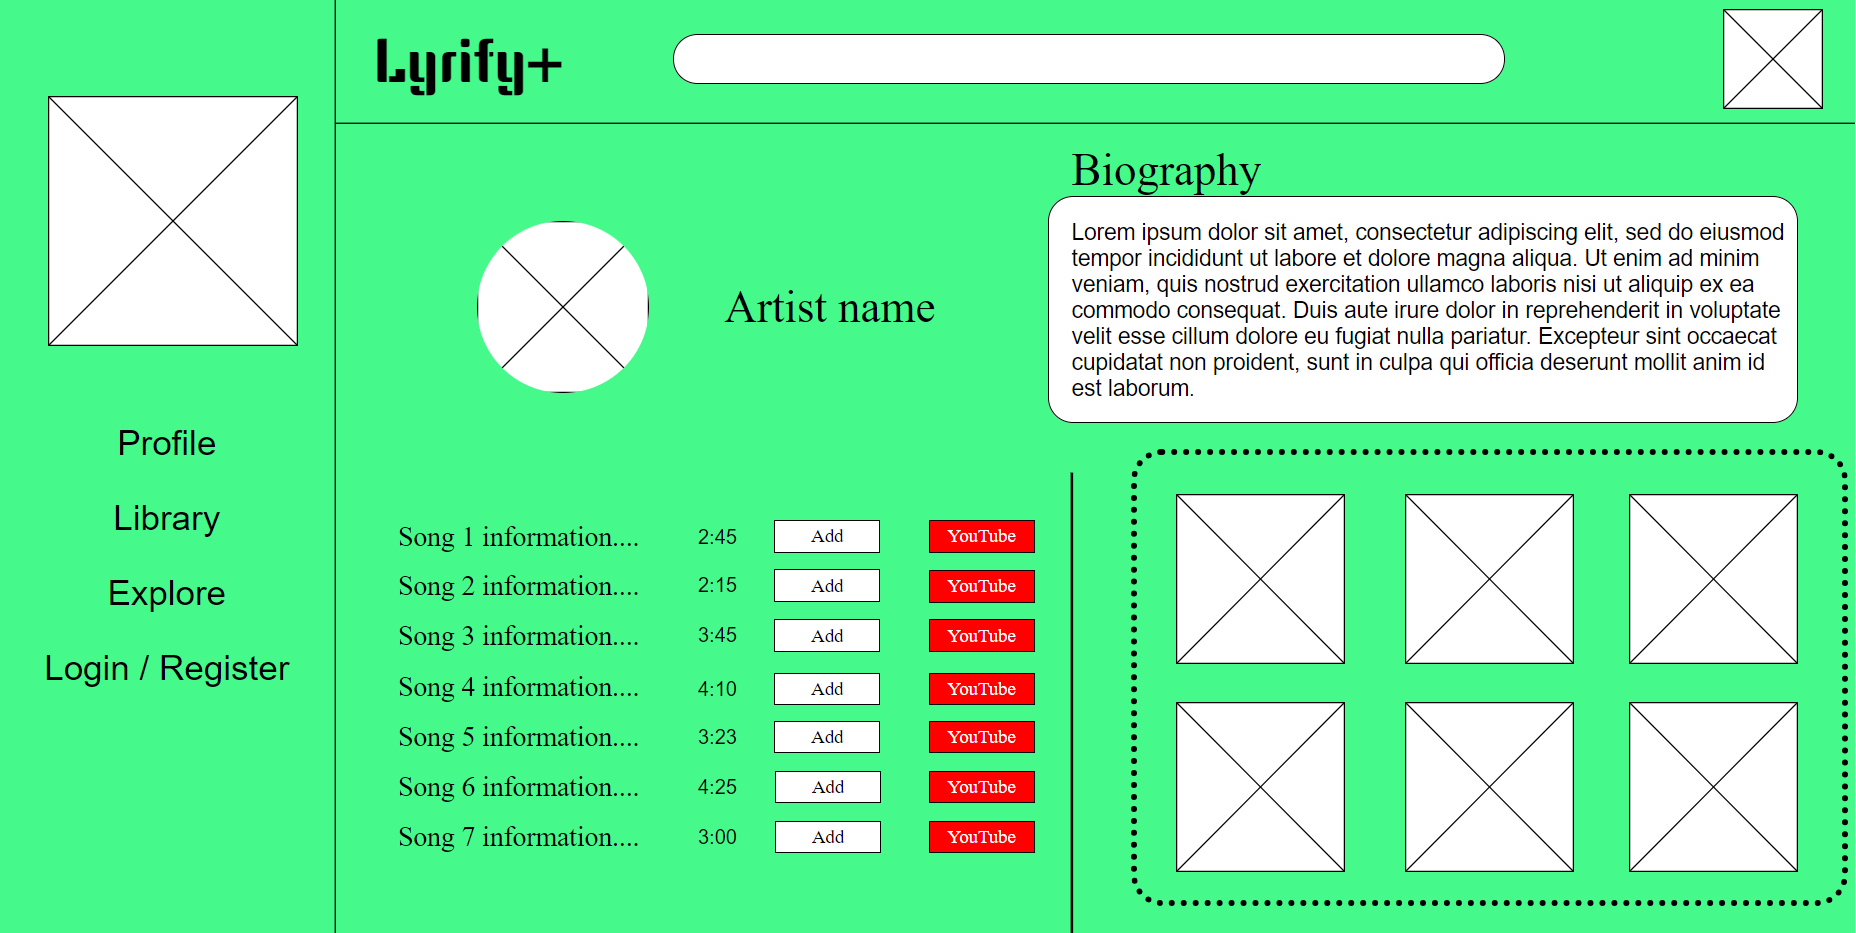 Lyrify+
Profile
Library
Explore
Login / Register
Artist name
Biography
Lorem ipsum dolor sit amet, consectetur adipiscing elit, sed do eiusmod
tempor incididunt ut labore et dolore magna aliqua. Ut enim ad minim
veniam, quis nostrud exercitation ullamco laboris nisi ut aliquip ex ea
commodo consequat. Duis aute irure dolor in reprehenderit in voluptate
velit esse cillum dolore eu fugiat nulla pariatur. Excepteur sint occaecat
cupidatat non proident, sunt in culpa qui officia deserunt mollit anim id
est laborum.
Song 1 information.... 2:45 Add YouTube
Song 2 information.... 2:15 Add YouTube
Song 3 information.... 3:45 Add YouTube
Song 4 information.... 4:10 Add YouTube
Song 5 information.... 3:23 Add YouTube
Song 6 information.... 4:25 Add YouTube
Song 7 information.... 3:00 Add YouTube